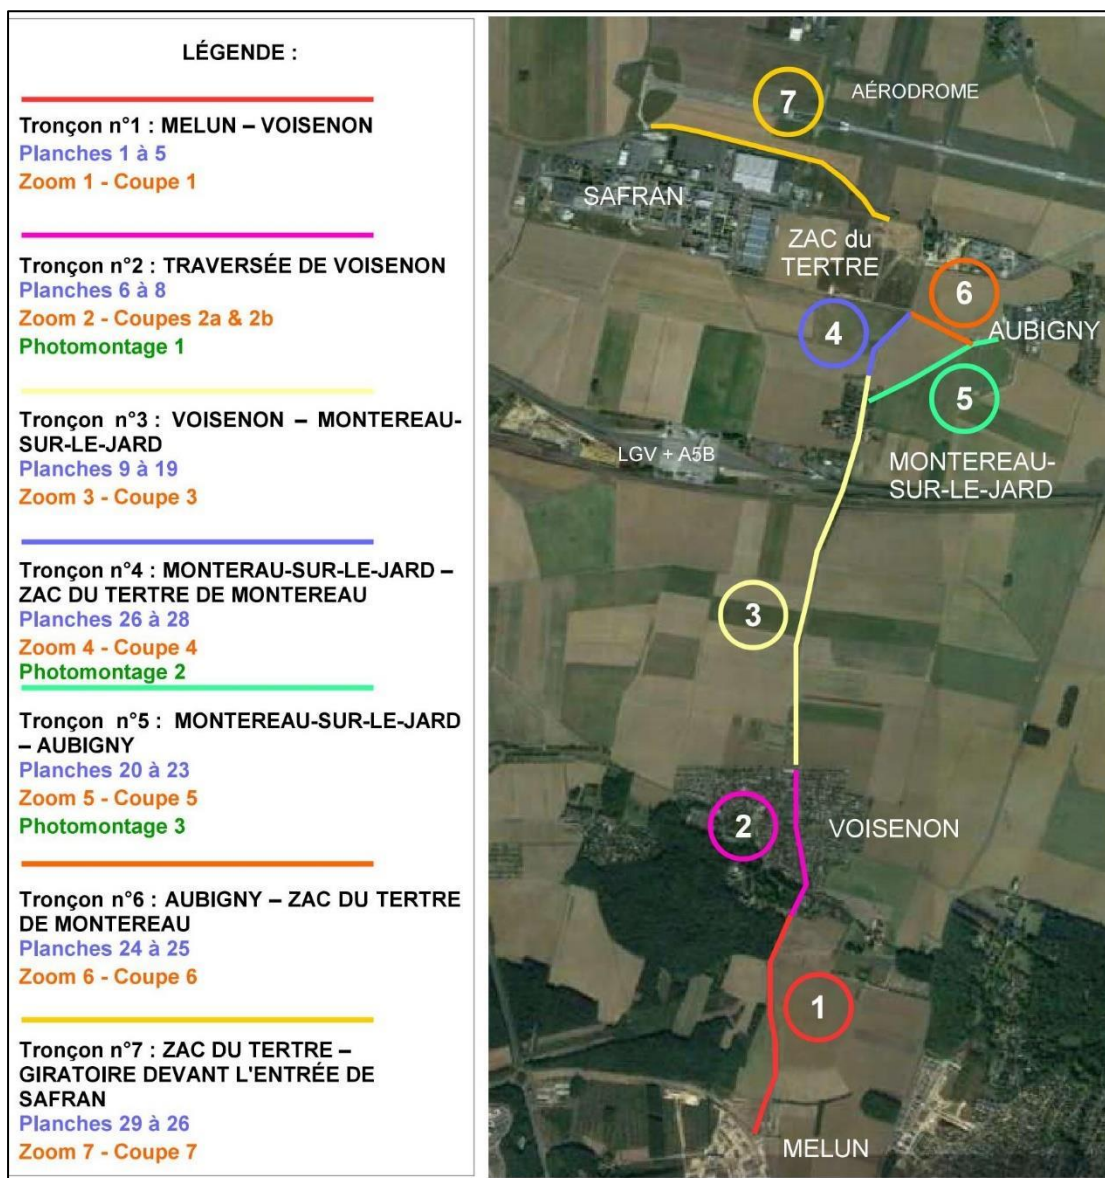 LÉGENDE :
Tronçon n°1 : MELUN – VOISENON
Planches 1 à 5
Zoom 1 - Coupe 1
Tronçon n°2 : TRAVERSÉE DE VOISENON
Planches 6 à 8
Zoom 2 - Coupes 2a & 2b
Photomontage 1
Tronçon n°3 : VOISENON – MONTEREAU-
SUR-LE-JARD
Planches 9 à 19
Zoom 3 - Coupe 3
Tronçon n°4 : MONTERAU-SUR-LE-JARD –
ZAC DU TERTRE DE MONTEREAU
Planches 26 à 28
Zoom 4 - Coupe 4
Photomontage 2
Tronçon n°5 : MONTEREAU-SUR-LE-JARD
– AUBIGNY
Planches 20 à 23
Zoom 5 - Coupe 5
Photomontage 3
Tronçon n°6 : AUBIGNY – ZAC DU TERTRE
DE MONTEREAU
Planches 24 à 25
Zoom 6 - Coupe 6
Tronçon n°7 : ZAC DU TERTRE –
GIRATOIRE DEVANT L'ENTRÉE DE
SAFRAN
Planches 29 à 26
Zoom 7 - Coupe 7
7
AÉRODROME
SAFRAN
ZAC du
TERTRE
6
4
AUBIGNY
5
LGV + A5B
MONTEREAU-
SUR-LE-JARD
3
2
VOISENON
1
MELUN